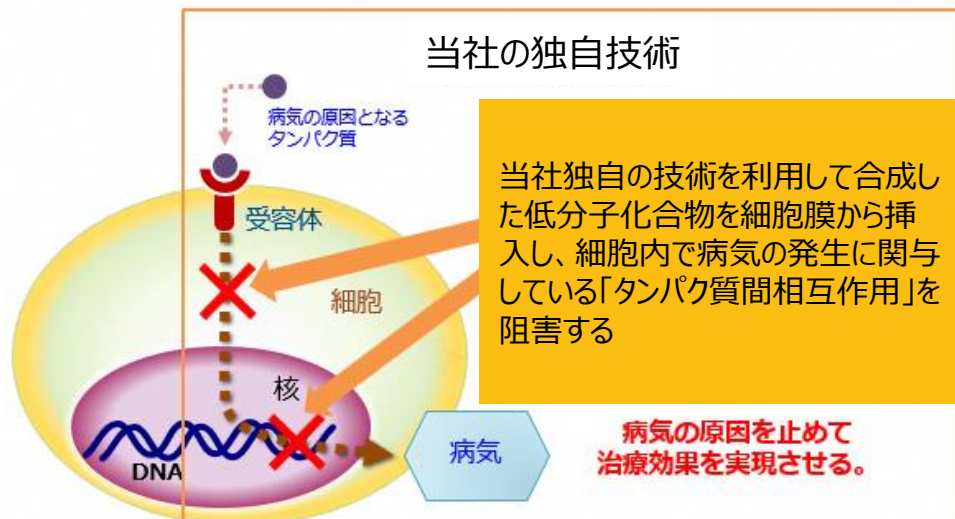 当社の独自技術
病気の原因となる
タンパク質
当社独自の技術を利用して合成し
た低分子化合物を細胞膜から挿
入し、細胞内で病気の発生に関与
している「タンパク質間相互作用」を
阻害する
受容体
細胞
核
DNA
病気
病気の原因を止めて
治療効果を実現させる。